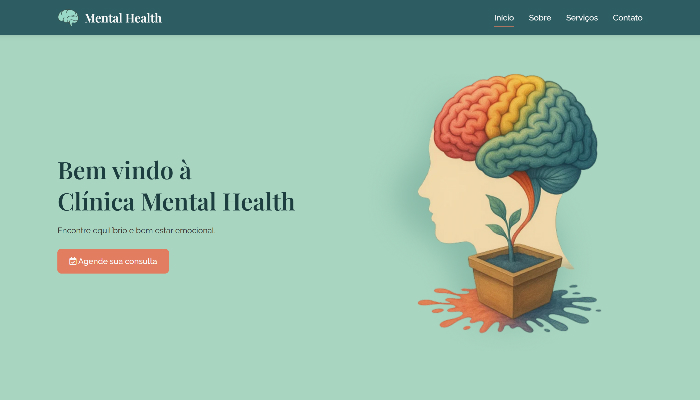 Mental Health
Início Sobre Serviços Contato
Bem vindo à
Clínica Mental Health
Encontre equilíbrio e bem-estar emocional.
Agende sua consulta